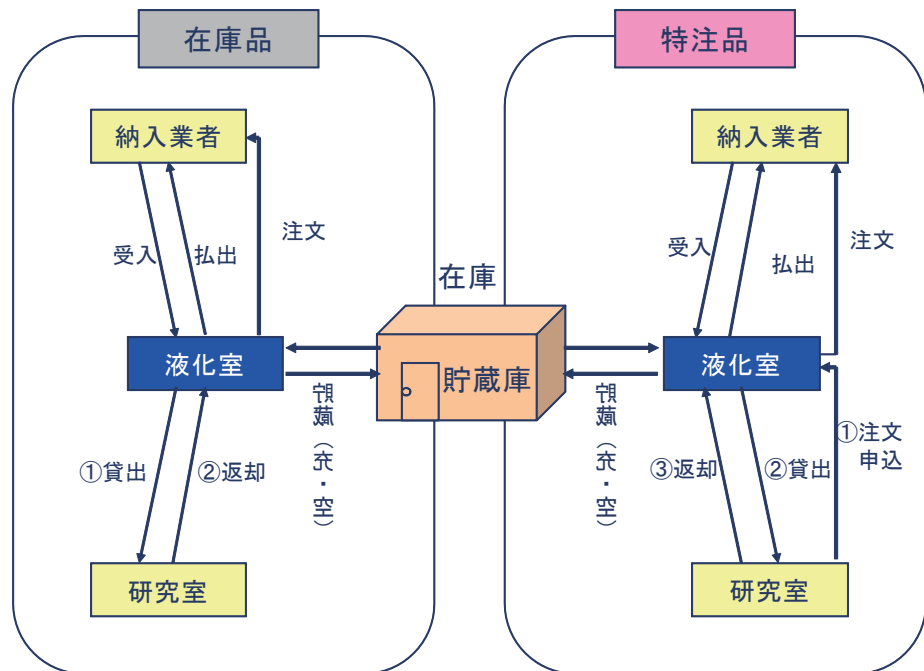 在庫品
納入業者
受入
払出
注文
液化室
①貸出
②返却
研究室
貯蔵（充・空）
在庫
貯蔵庫
特注品
納入業者
受入
払出
注文
液化室
貯蔵（充・空）
③返却
②貸出
①注文
申込
研究室